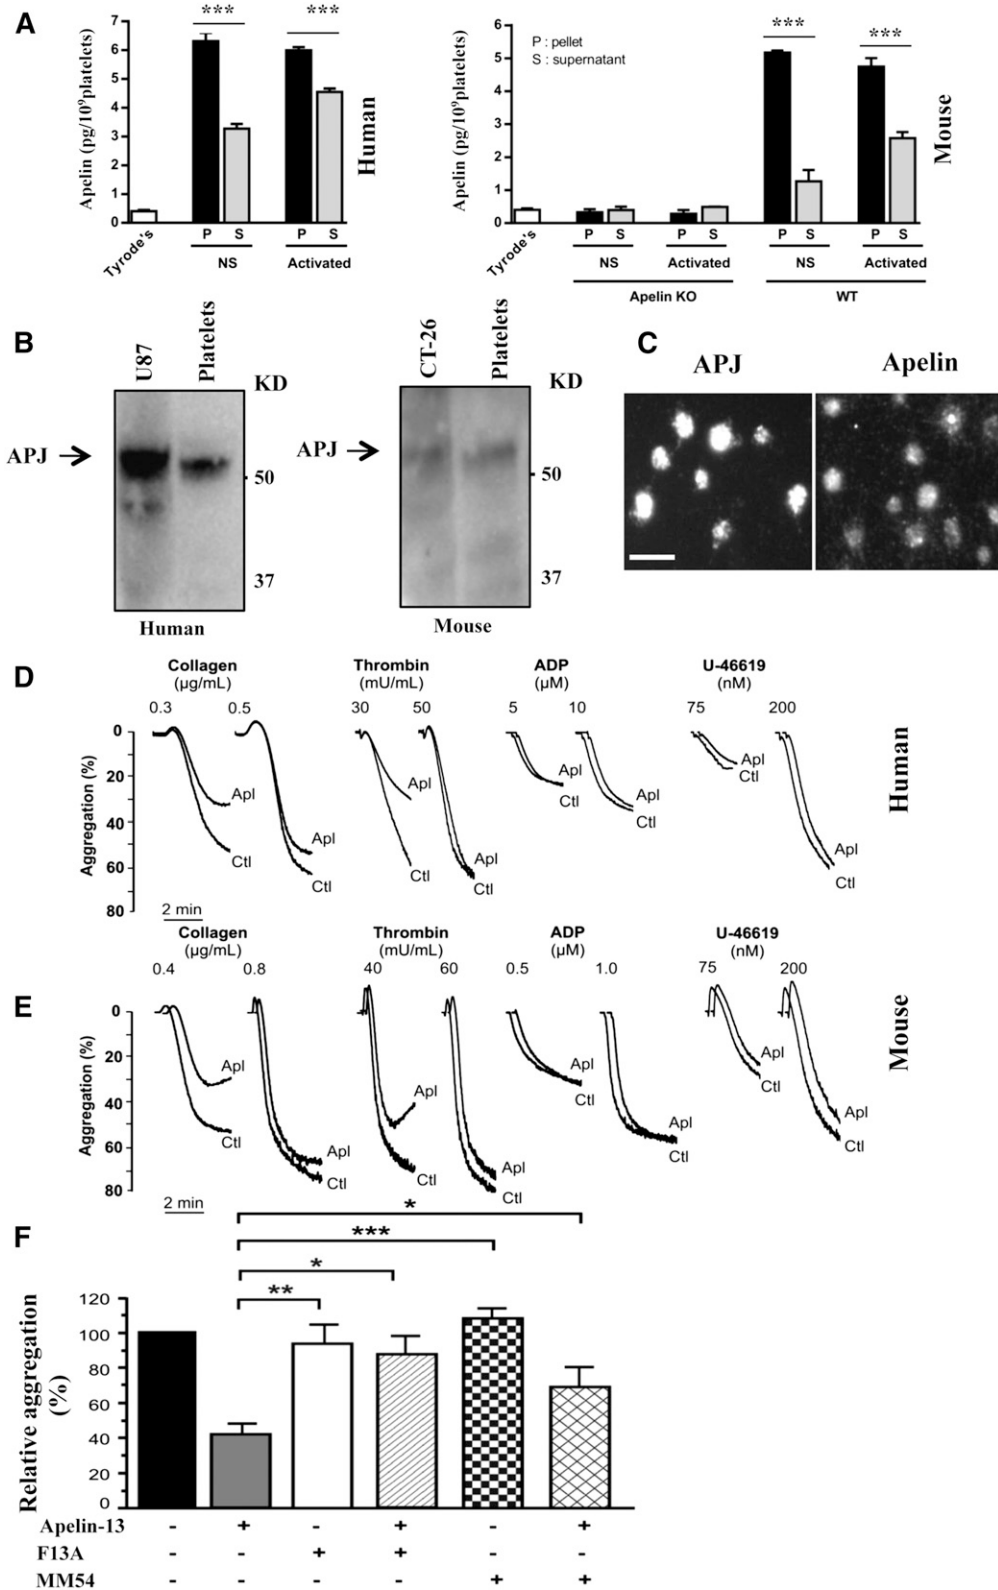 A
***
***
7
6
5
4
3
2
1
0
Apelin (pg/10⁹platelets)
Tyrode's
P S P S
NS Activated
Human
6
5
4
3
2
1
0
Apelin (pg/10⁹platelets)
P : pellet
S : supernatant
***
***
Tyrode's
P S P S P S P S
NS Activated NS Activated
Apelin KO WT
Mouse
B
U87 Platelets
KD
APJ
50
37
Human
CT-26 Platelets
KD
APJ
50
37
Mouse
C
APJ Apelin
D
Collagen Thrombin ADP U-46619
(µg/mL) (mU/mL) (µM) (nM)
0.3 0.5 30 50 5 10 75 200
0
20
40
60
80
Aggregation (%)
Apl Ctl
Apl Ctl
Apl Ctl
Apl Ctl
Apl Ctl
Apl Ctl
Apl Ctl
Apl Ctl
2 min
Human
E
Collagen Thrombin ADP U-46619
(µg/mL) (mU/mL) (µM) (nM)
0.4 0.8 40 60 0.5 1.0 75 200
0
20
40
60
80
Aggregation (%)
Apl Ctl
Apl Ctl
Apl Ctl
Apl Ctl
Apl Ctl
Apl Ctl
Apl Ctl
Apl Ctl
2 min
Mouse
F
*
***
*
**
120
100
80
60
40
20
0
Relative aggregation
(%)
Apelin-13 - + - + - +
F13A - - + + - -
MM54 - - - - + +